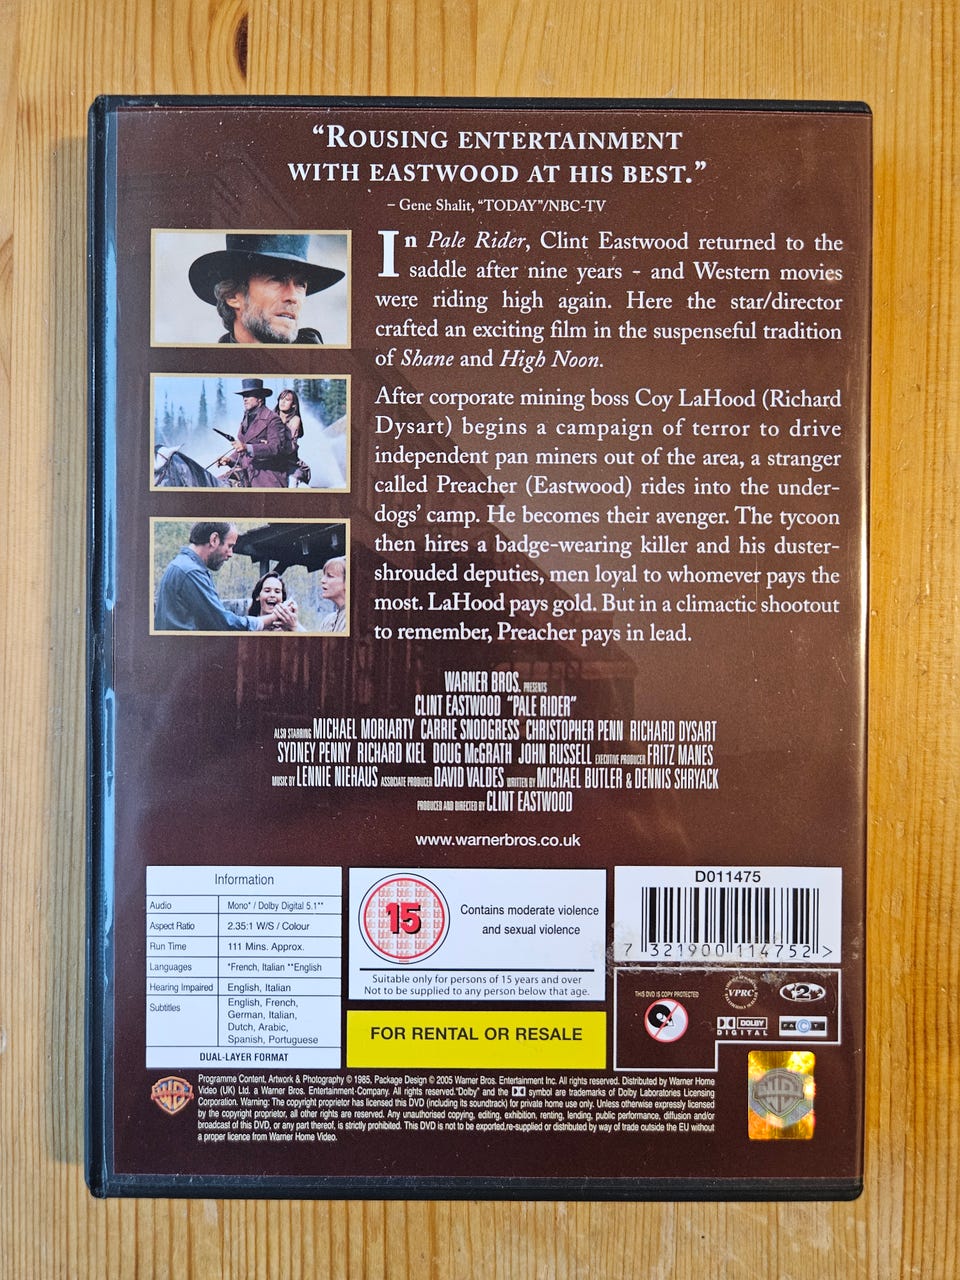 “ROUSING ENTERTAINMENT
WITH EASTWOOD AT HIS BEST.”
– Gene Shalit, “TODAY”/NBC-TV
In Pale Rider, Clint Eastwood returned to the
saddle after nine years - and Western movies
were riding high again. Here the star/director
crafted an exciting film in the suspenseful tradition
of Shane and High Noon.
After corporate mining boss Coy LaHood (Richard
Dysart) begins a campaign of terror to drive
independent pan miners out of the area, a stranger
called Preacher (Eastwood) rides into the under-
dogs’ camp. He becomes their avenger. The tycoon
then hires a badge-wearing killer and his duster-
shrouded deputies, men loyal to whomever pays the
most. LaHood pays gold. But in a climactic shootout
to remember, Preacher pays in lead.
WARNER BROS. PRESENTS
CLINT EASTWOOD “PALE RIDER”
ALSO STARRING MICHAEL MORIARTY CARRIE SNODGRESS CHRISTOPHER PENN RICHARD DYSART
SYDNEY PENNY RICHARD KIEL DOUG McGRATH JOHN RUSSELL EXECUTIVE PRODUCER FRITZ MANES
MUSIC BY LENNIE NIEHAUS ASSOCIATE PRODUCER DAVID VALDES WRITTEN BY MICHAEL BUTLER & DENNIS SHRYACK
PRODUCED AND DIRECTED BY CLINT EASTWOOD
www.warnerbros.co.uk
Information
Audio Mono* / Dolby Digital 5.1**
Aspect Ratio 2.35:1 W/S / Colour
Run Time 111 Mins. Approx.
Languages *French, Italian **English
Hearing Impaired English, Italian
Subtitles English, French,
German, Italian,
Dutch, Arabic,
Spanish, Portuguese
DUAL-LAYER FORMAT
bbfc
15
Contains moderate violence
and sexual violence
Suitable only for persons of 15 years and over
Not to be supplied to any person below that age.
FOR RENTAL OR RESALE
D011475
7 321900 114752 >
THIS DVD IS COPY PROTECTED
VPRC
2
DOLBY
DIGITAL
FACT
WB
Programme Content, Artwork & Photography © 1985, Package Design © 2005 Warner Bros. Entertainment Inc. All rights reserved. Distributed by Warner Home
Video (UK) Ltd. a Warner Bros. Entertainment Company. All rights reserved. "Dolby" and the DD symbol are trademarks of Dolby Laboratories Licensing
Corporation. Warning: The copyright proprietor has licensed this DVD (including its soundtrack) for private home use only. Unless otherwise expressly licensed
by the copyright proprietor, all other rights are reserved. Any unauthorised copying, editing, exhibition, renting, lending, public performance, diffusion and/or
broadcast of this DVD, or any part thereof, is strictly prohibited. This DVD is not to be exported,re-supplied or distributed by way of trade outside the EU without
a proper licence from Warner Home Video.